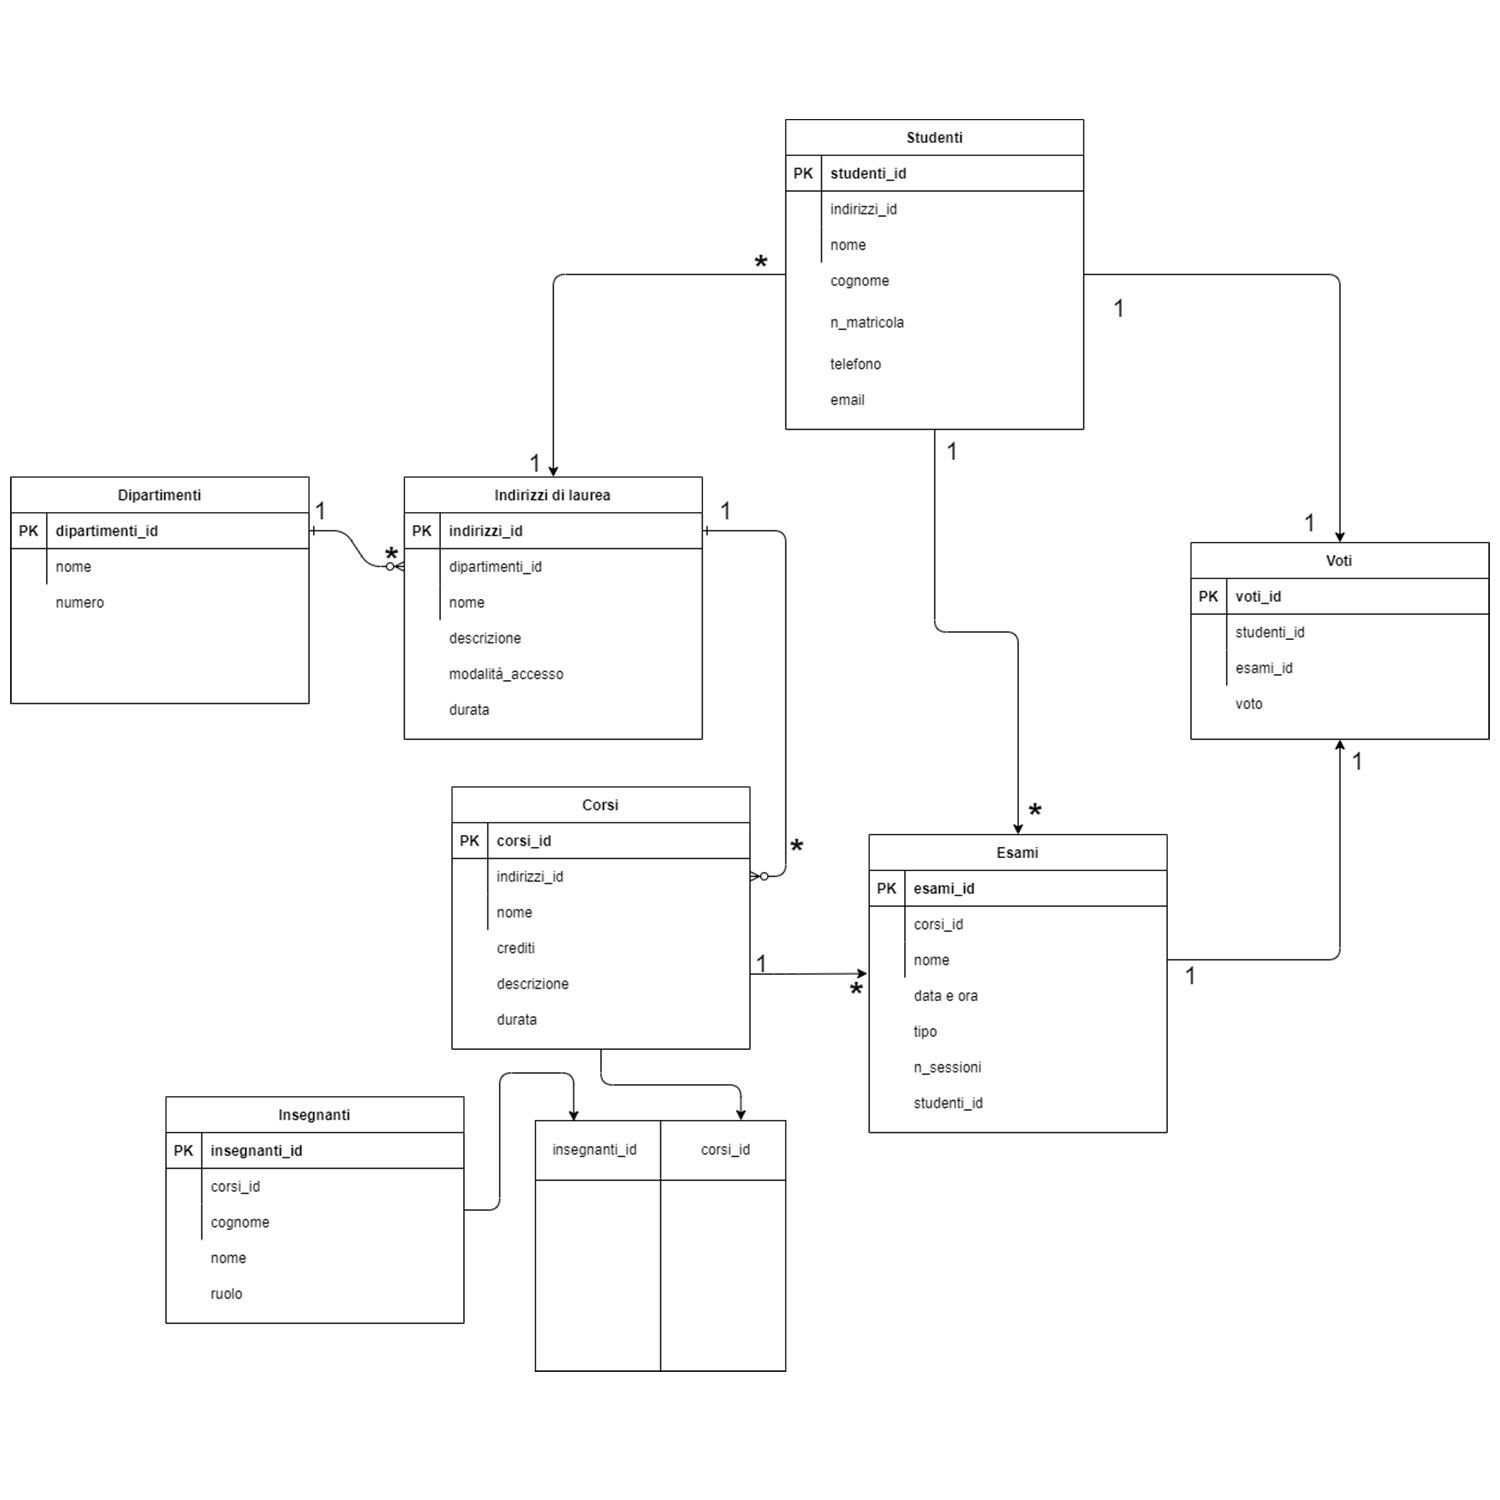 Studenti
PK studenti_id
indirizzi_id
nome
cognome
n_matricola
telefono
email
*
1
1
1
1
Dipartimenti
PK dipartimenti_id
nome
numero
1
*
Indirizzi di laurea
PK indirizzi_id
dipartimenti_id
nome
descrizione
modalità_accesso
durata
1
*
Voti
PK voti_id
studenti_id
esami_id
voto
1
Corsi
PK corsi_id
indirizzi_id
nome
crediti
descrizione
durata
1
*
*
Esami
PK esami_id
corsi_id
nome
data e ora
tipo
n_sessioni
studenti_id
1
Insegnanti
PK insegnanti_id
corsi_id
cognome
nome
ruolo
insegnanti_id corsi_id